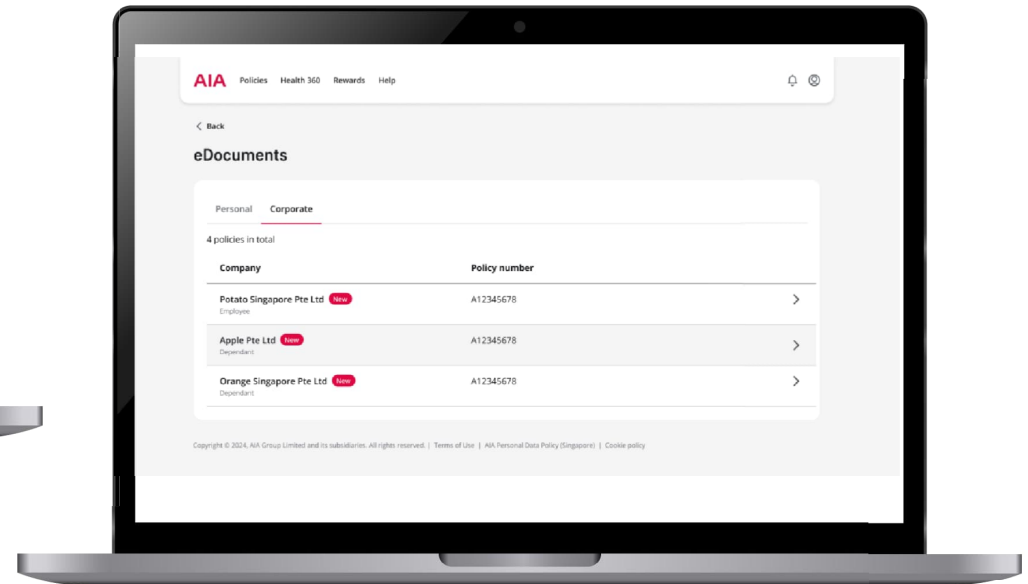 AIA Policies Health 360 Rewards Help
Back
eDocuments
Personal Corporate
4 policies in total
Company Policy number
Potato Singapore Pte Ltd New A12345678
Employee
Apple Pte Ltd New A12345678
Dependant
Orange Singapore Pte Ltd New A12345678
Dependant
Copyright © 2024, AIA Group Limited and its subsidiaries. All rights reserved. | Terms of Use | AIA Personal Data Policy (Singapore) | Cookie policy